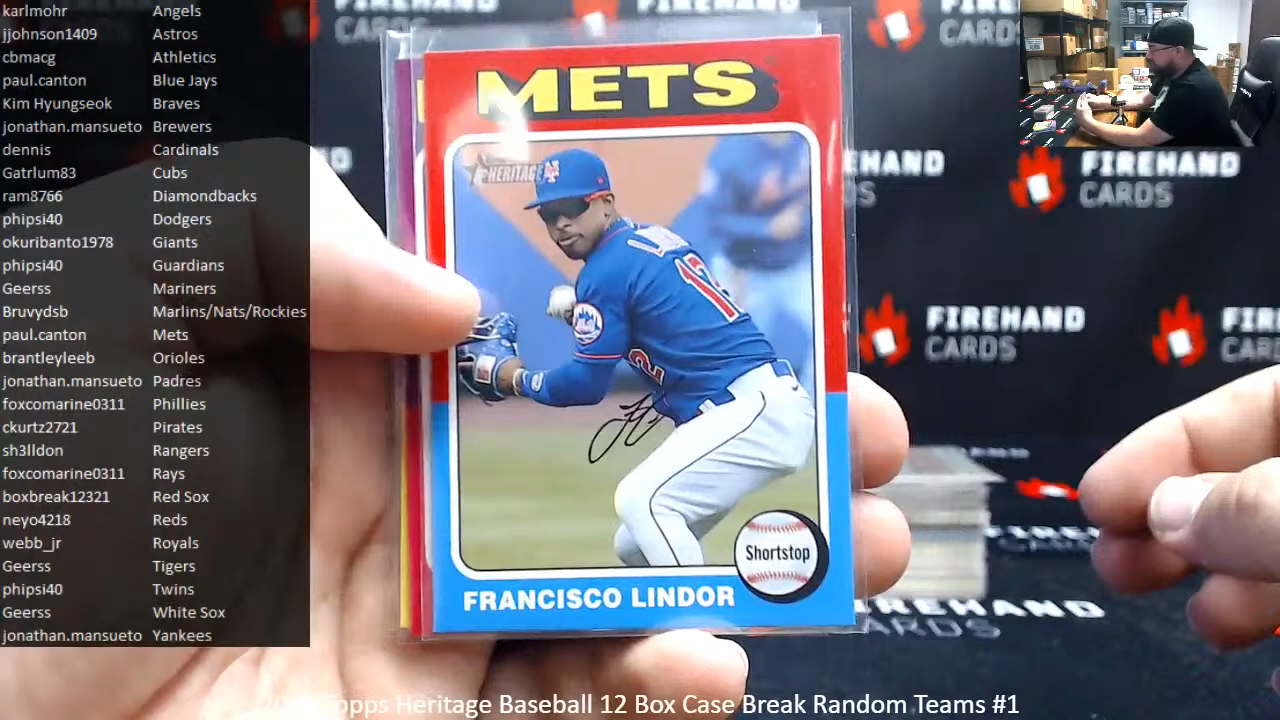 karlmohr Angels
jjohnson1409 Astros
cbmacg Athletics
paul.canton Blue Jays
Kim Hyungseok Braves
jonathan.mansueto Brewers
dennis Cardinals
Gatrlum83 Cubs
ram8766 Diamondbacks
phipsi40 Dodgers
okuribanto1978 Giants
phipsi40 Guardians
Geerss Mariners
Bruvydsb Marlins/Nats/Rockies
paul.canton Mets
brantleyleeb Orioles
jonathan.mansueto Padres
foxcomarine0311 Phillies
ckurtz2721 Pirates
sh3lldon Rangers
foxcomarine0311 Rays
boxbreak12321 Red Sox
neyo4218 Reds
webb_jr Royals
Geerss Tigers
phipsi40 Twins
Geerss White Sox
jonathan.mansueto Yankees
METS
HERITAGE
12
Shortstop
FRANCISCO LINDOR
FIREHAND
CARDS
FIREHAND
CARDS
FIREHAND
CARDS
Topps Heritage Baseball 12 Box Case Break Random Teams #1